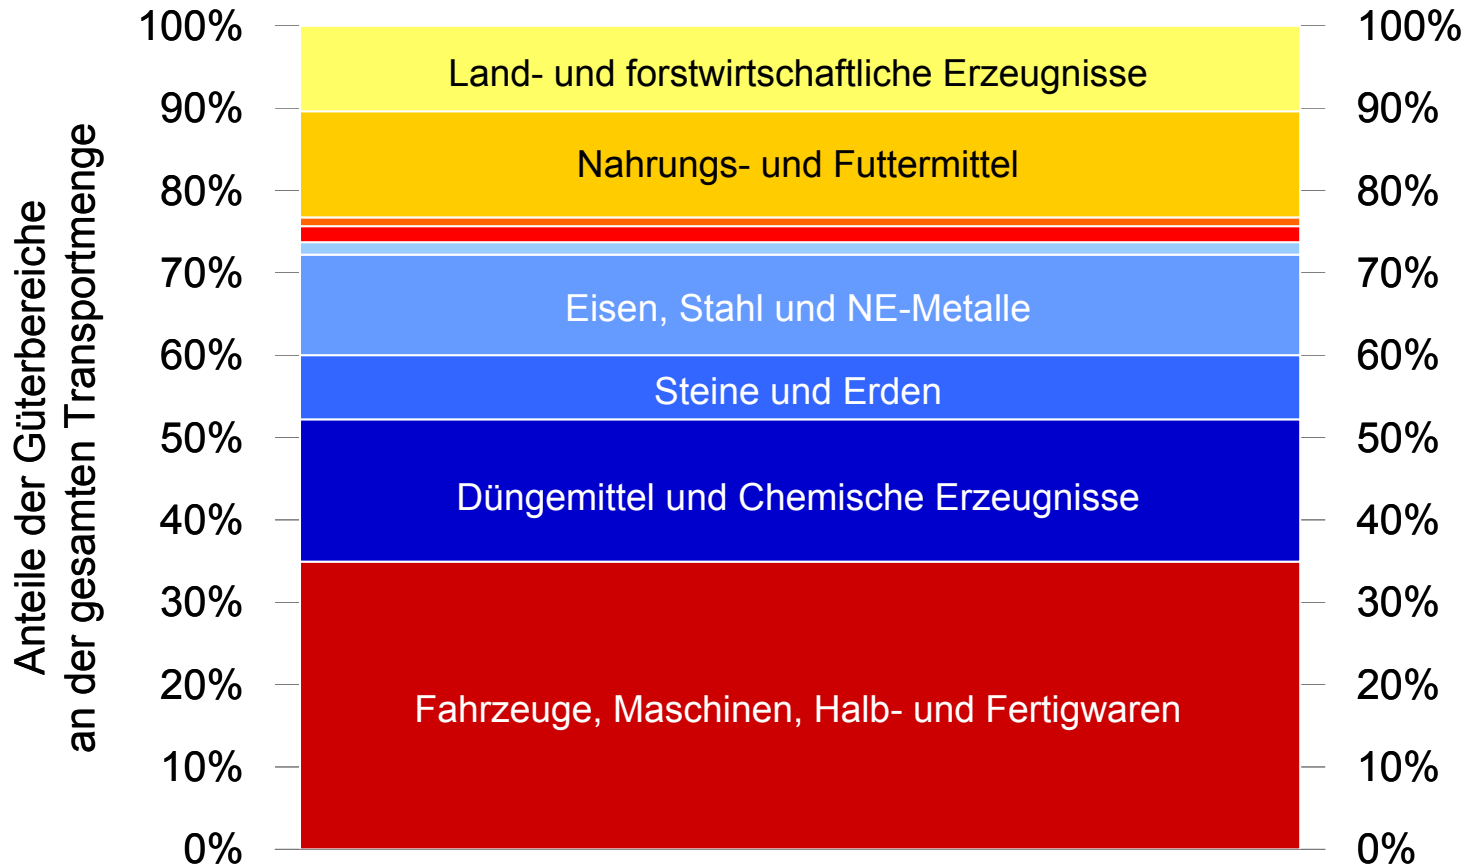 Anteile der Güterbereiche
an der gesamten Transportmenge
100%
90%
80%
70%
60%
50%
40%
30%
20%
10%
0%
Land- und forstwirtschaftliche Erzeugnisse
Nahrungs- und Futtermittel
Eisen, Stahl und NE-Metalle
Steine und Erden
Düngemittel und Chemische Erzeugnisse
Fahrzeuge, Maschinen, Halb- und Fertigwaren
100%
90%
80%
70%
60%
50%
40%
30%
20%
10%
0%